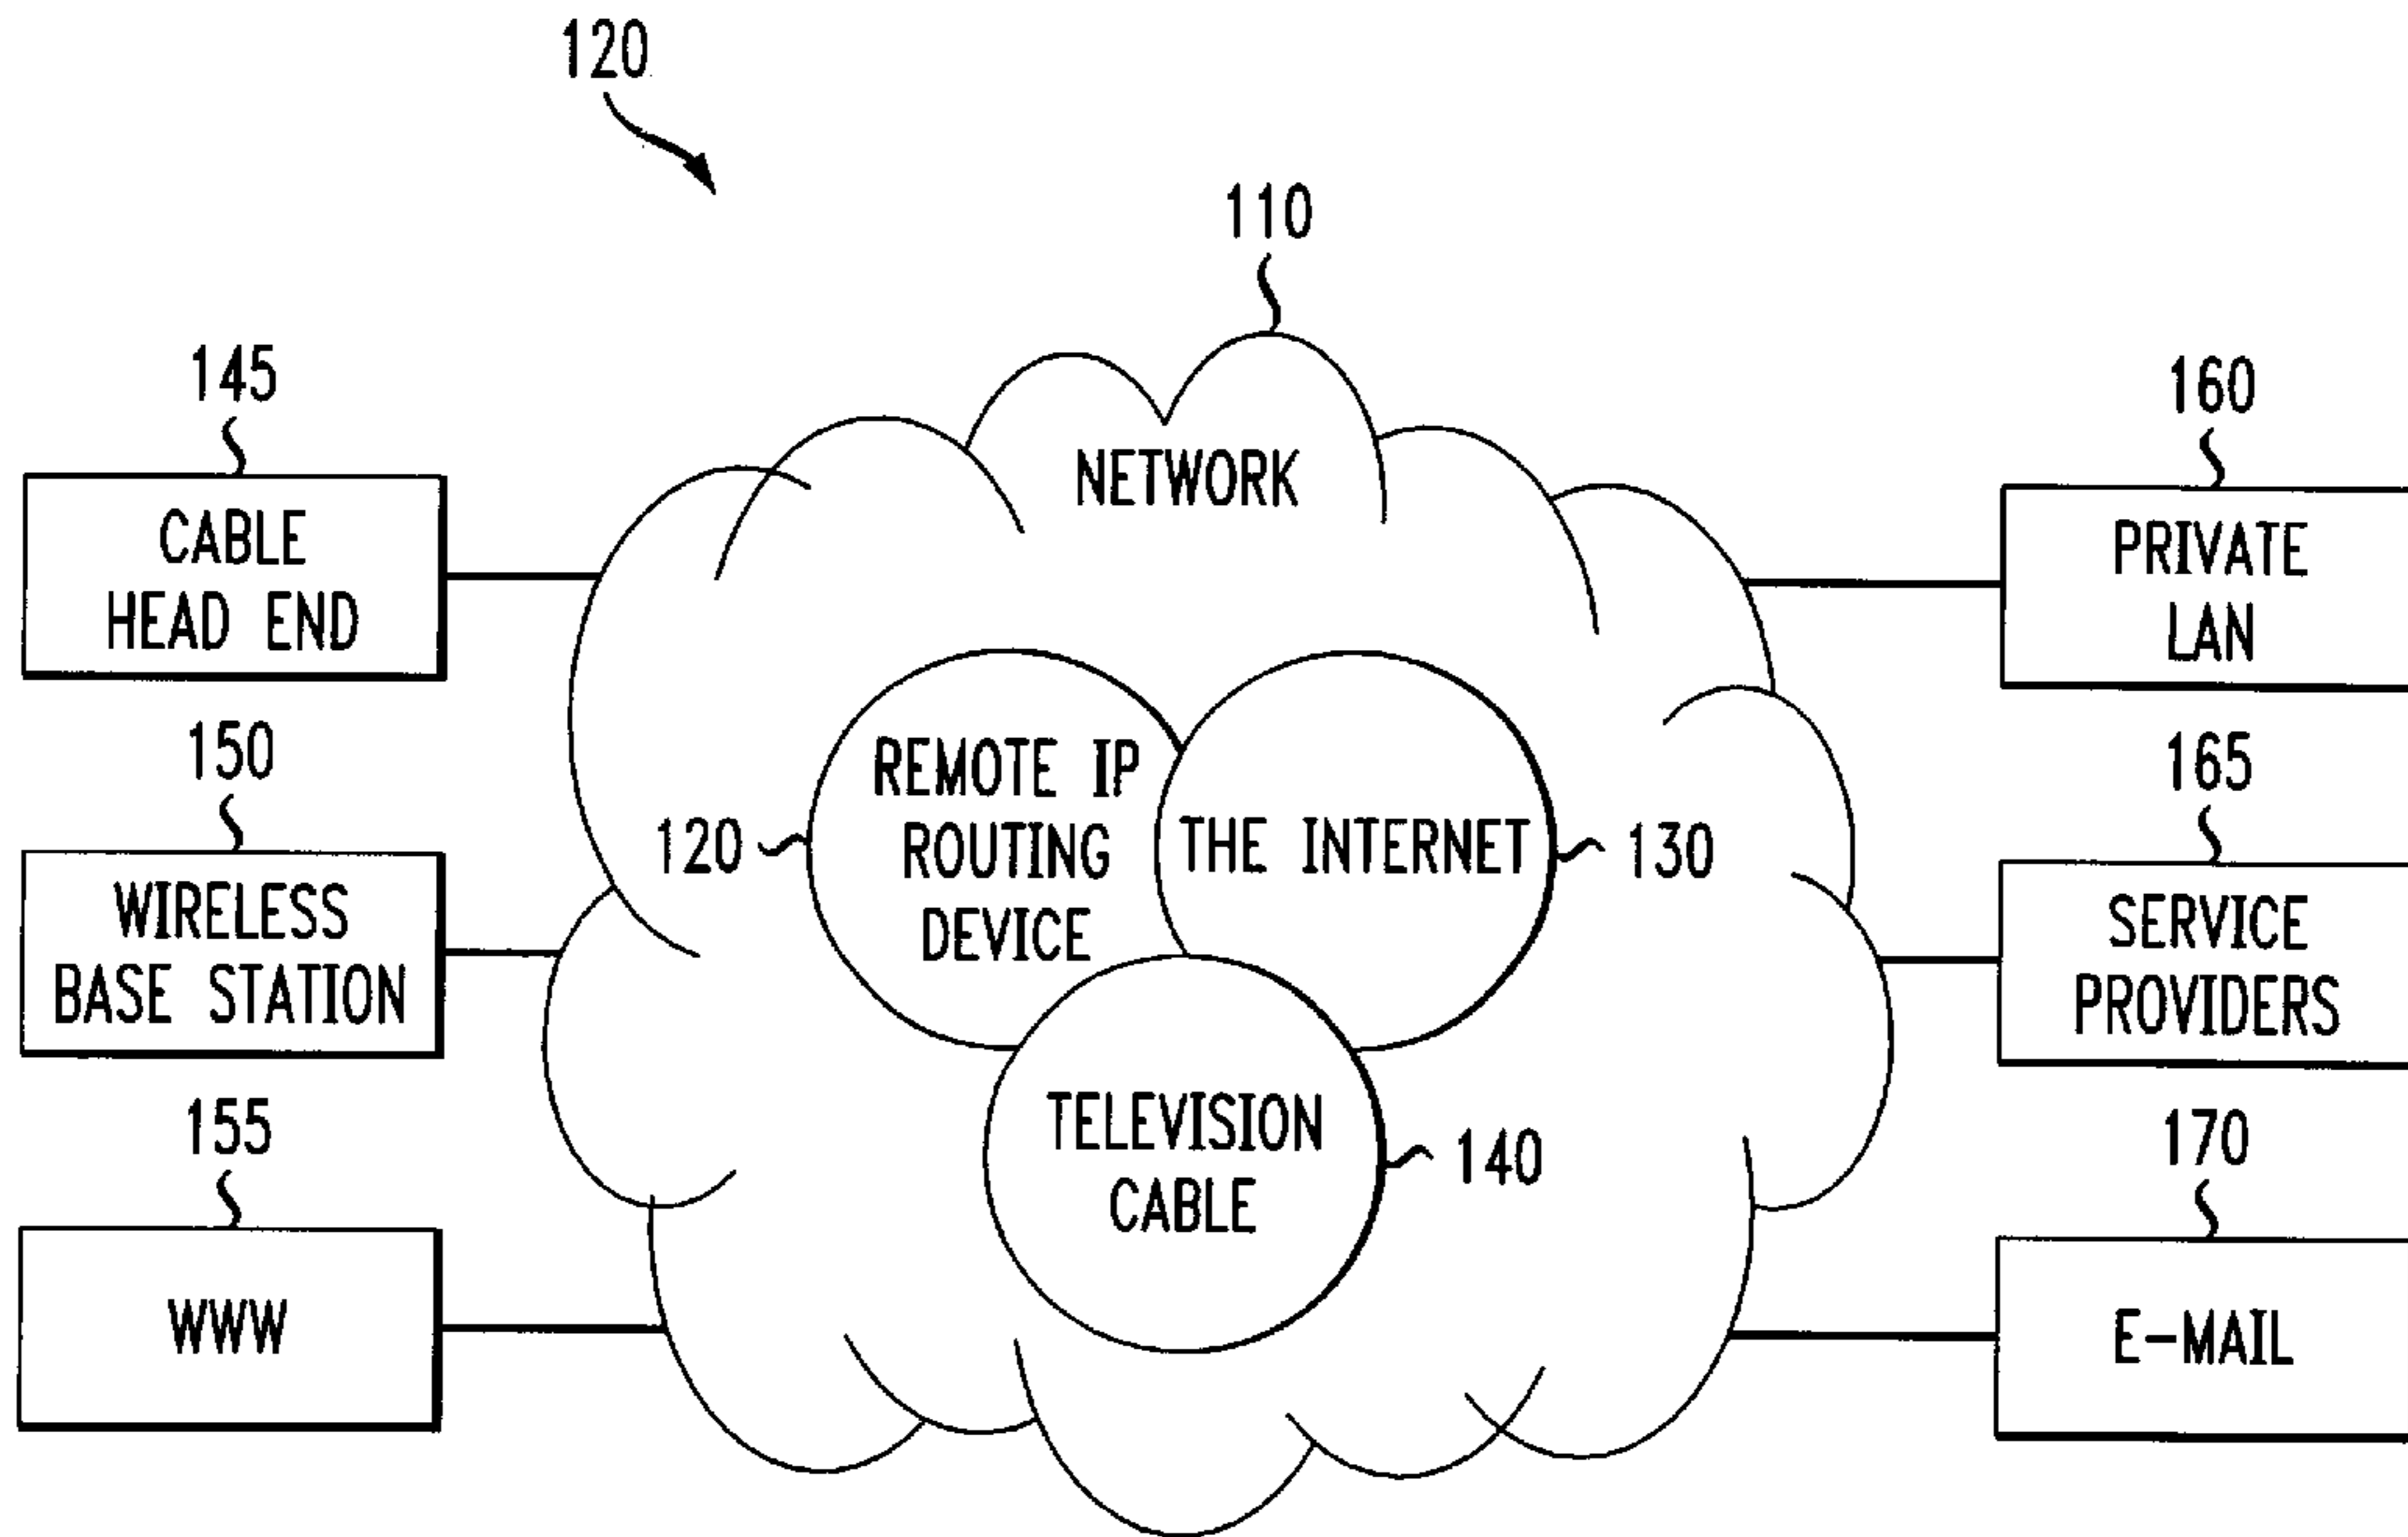 120
110
NETWORK
145
CABLE
HEAD END
150
WIRELESS
BASE STATION
155
WWW
120
REMOTE IP
ROUTING
DEVICE
THE INTERNET
130
TELEVISION
CABLE
140
160
PRIVATE
LAN
165
SERVICE
PROVIDERS
170
E-MAIL